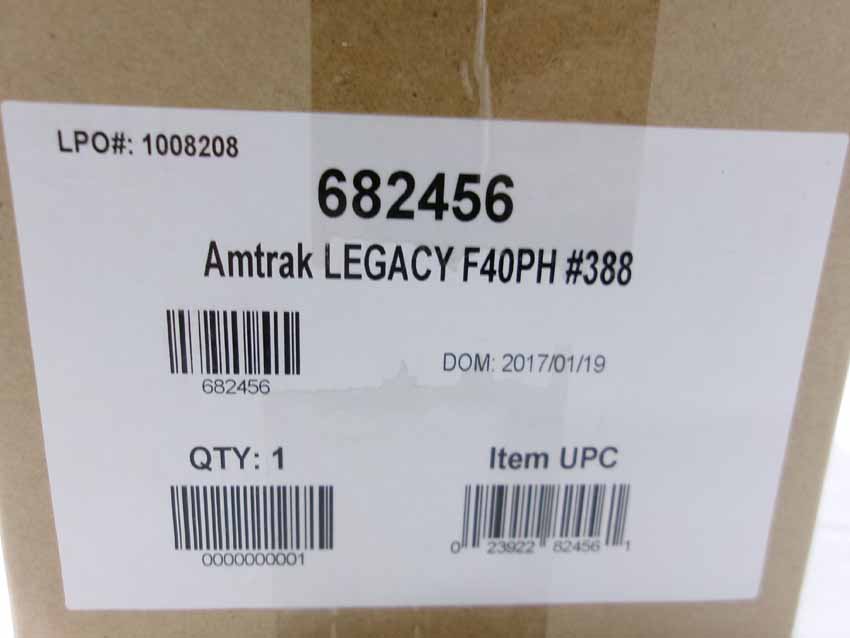 LPO#: 1008208
682456
Amtrak LEGACY F40PH #388
682456
DOM: 2017/01/19
QTY: 1
Item UPC
0000000001
0 23922 82456 1